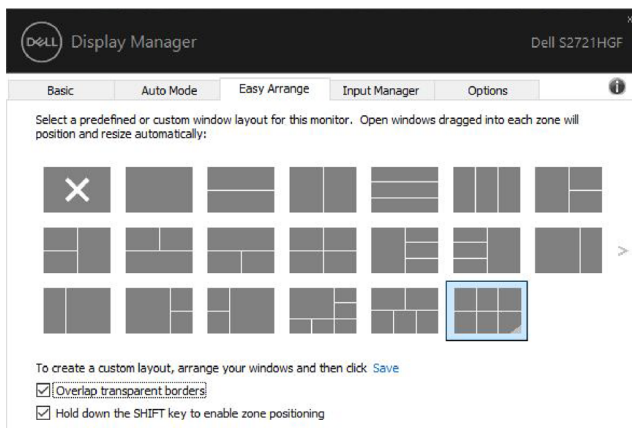 DELL Display Manager Dell S2721HGF
Basic Auto Mode Easy Arrange Input Manager Options
Select a predefined or custom window layout for this monitor. Open windows dragged into each zone will
position and resize automatically:
To create a custom layout, arrange your windows and then click Save
Overlap transparent borders
Hold down the SHIFT key to enable zone positioning